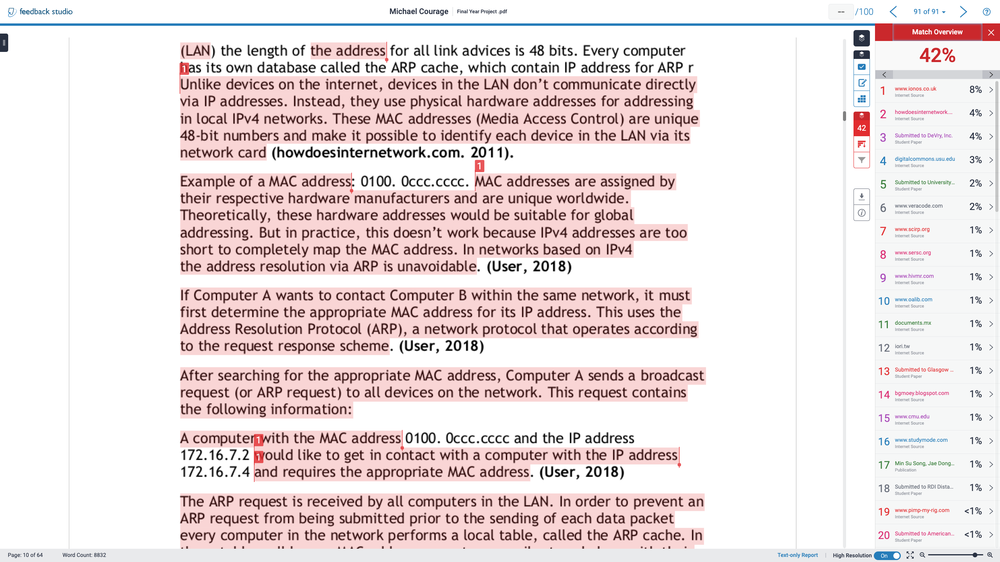 feedback studio
Michael Courage
Final Year Project .pdf
-- /100
91 of 91
(LAN) the length of the address for all link advices is 48 bits. Every computer
1
has its own database called the ARP cache, which contain IP address for ARP r
Unlike devices on the internet, devices in the LAN don't communicate directly
via IP addresses. Instead, they use physical hardware addresses for addressing
in local IPv4 networks. These MAC addresses (Media Access Control) are unique
48-bit numbers and make it possible to identify each device in the LAN via its
network card (howdoesinternetwork.com. 2011).
1
Example of a MAC address: 0100. 0ccc.cccc. MAC addresses are assigned by
their respective hardware manufacturers and are unique worldwide.
Theoretically, these hardware addresses would be suitable for global
addressing. But in practice, this doesn't work because IPv4 addresses are too
short to completely map the MAC address. In networks based on IPv4
the address resolution via ARP is unavoidable. (User, 2018)
If Computer A wants to contact Computer B within the same network, it must
first determine the appropriate MAC address for its IP address. This uses the
Address Resolution Protocol (ARP), a network protocol that operates according
to the request response scheme. (User, 2018)
After searching for the appropriate MAC address, Computer A sends a broadcast
request (or ARP request) to all devices on the network. This request contains
the following information:
A computer with the MAC address 0100. 0ccc.cccc and the IP address
1
172.16.7.2 would like to get in contact with a computer with the IP address
1
172.16.7.4 and requires the appropriate MAC address. (User, 2018)
The ARP request is received by all computers in the LAN. In order to prevent an
ARP request from being submitted prior to the sending of each data packet
every computer in the network performs a local table, called the ARP cache. In
42
Match Overview
42%
1 www.ionos.co.uk 8%
Internet Source
2 howdoesinternetwork.... 4%
Internet Source
3 Submitted to DeVry, Inc. 4%
Student Paper
4 digitalcommons.usu.edu 3%
Internet Source
5 Submitted to University... 2%
Student Paper
6 www.veracode.com 2%
Internet Source
7 www.scirp.org 1%
Internet Source
8 www.sersc.org 1%
Internet Source
9 www.hivmr.com 1%
Internet Source
10 www.oalib.com 1%
Internet Source
11 documents.mx 1%
Internet Source
12 iori.tw 1%
Internet Source
13 Submitted to Glasgow ... 1%
Student Paper
14 bgmoey.blogspot.com 1%
Internet Source
15 www.cmu.edu 1%
Internet Source
16 www.studymode.com 1%
Internet Source
17 Min Su Song, Jae Dong... 1%
Publication
18 Submitted to RDI Dista... 1%
Student Paper
19 www.pimp-my-rig.com <1%
Internet Source
20 Submitted to American... <1%
Student Paper
Page: 10 of 64
Word Count: 8832
Text-only Report
High Resolution On